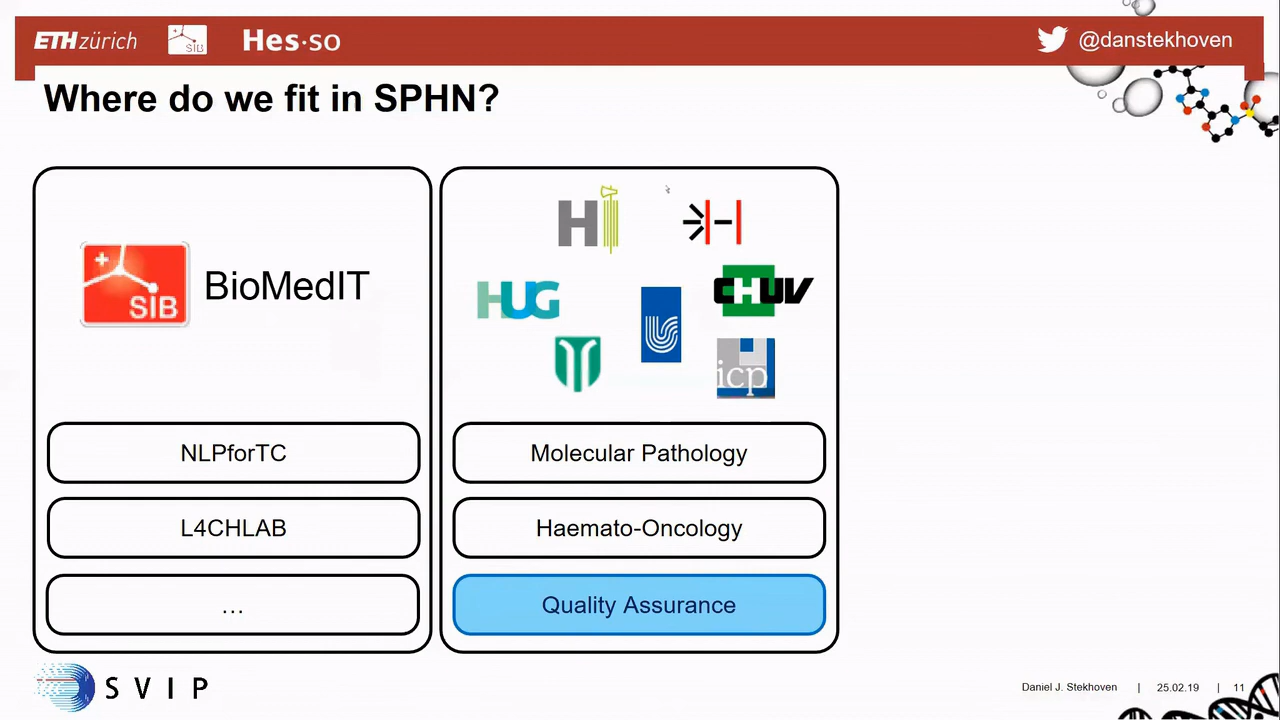 ETH zürich
SIB
Hes·so
@danstekhoven
Where do we fit in SPHN?
SIB
BioMedIT
HUG
CHUV
icp
NLPforTC
L4CHLAB
…
Molecular Pathology
Haemato-Oncology
Quality Assurance
SVIP
Daniel J. Stekhoven | 25.02.19 | 11